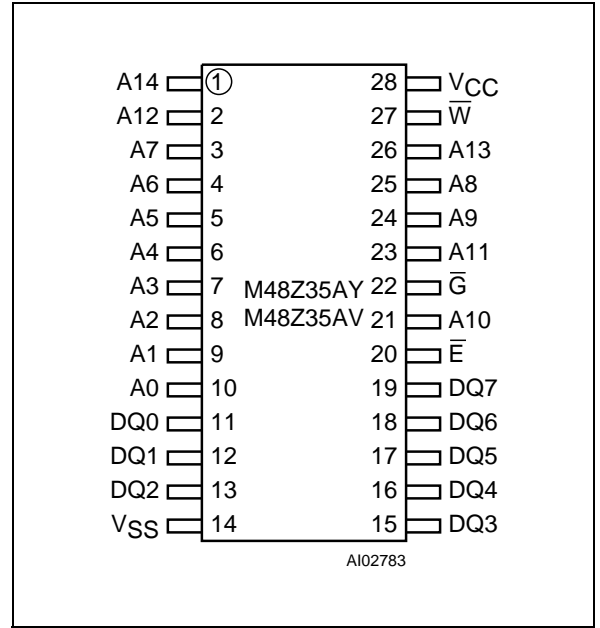 A14 1 28 VCC
A12 2 27 W̅
A7 3 26 A13
A6 4 25 A8
A5 5 24 A9
A4 6 23 A11
A3 7 M48Z35AY 22 G̅
A2 8 M48Z35AV 21 A10
A1 9 20 E̅
A0 10 19 DQ7
DQ0 11 18 DQ6
DQ1 12 17 DQ5
DQ2 13 16 DQ4
VSS 14 15 DQ3
AI02783